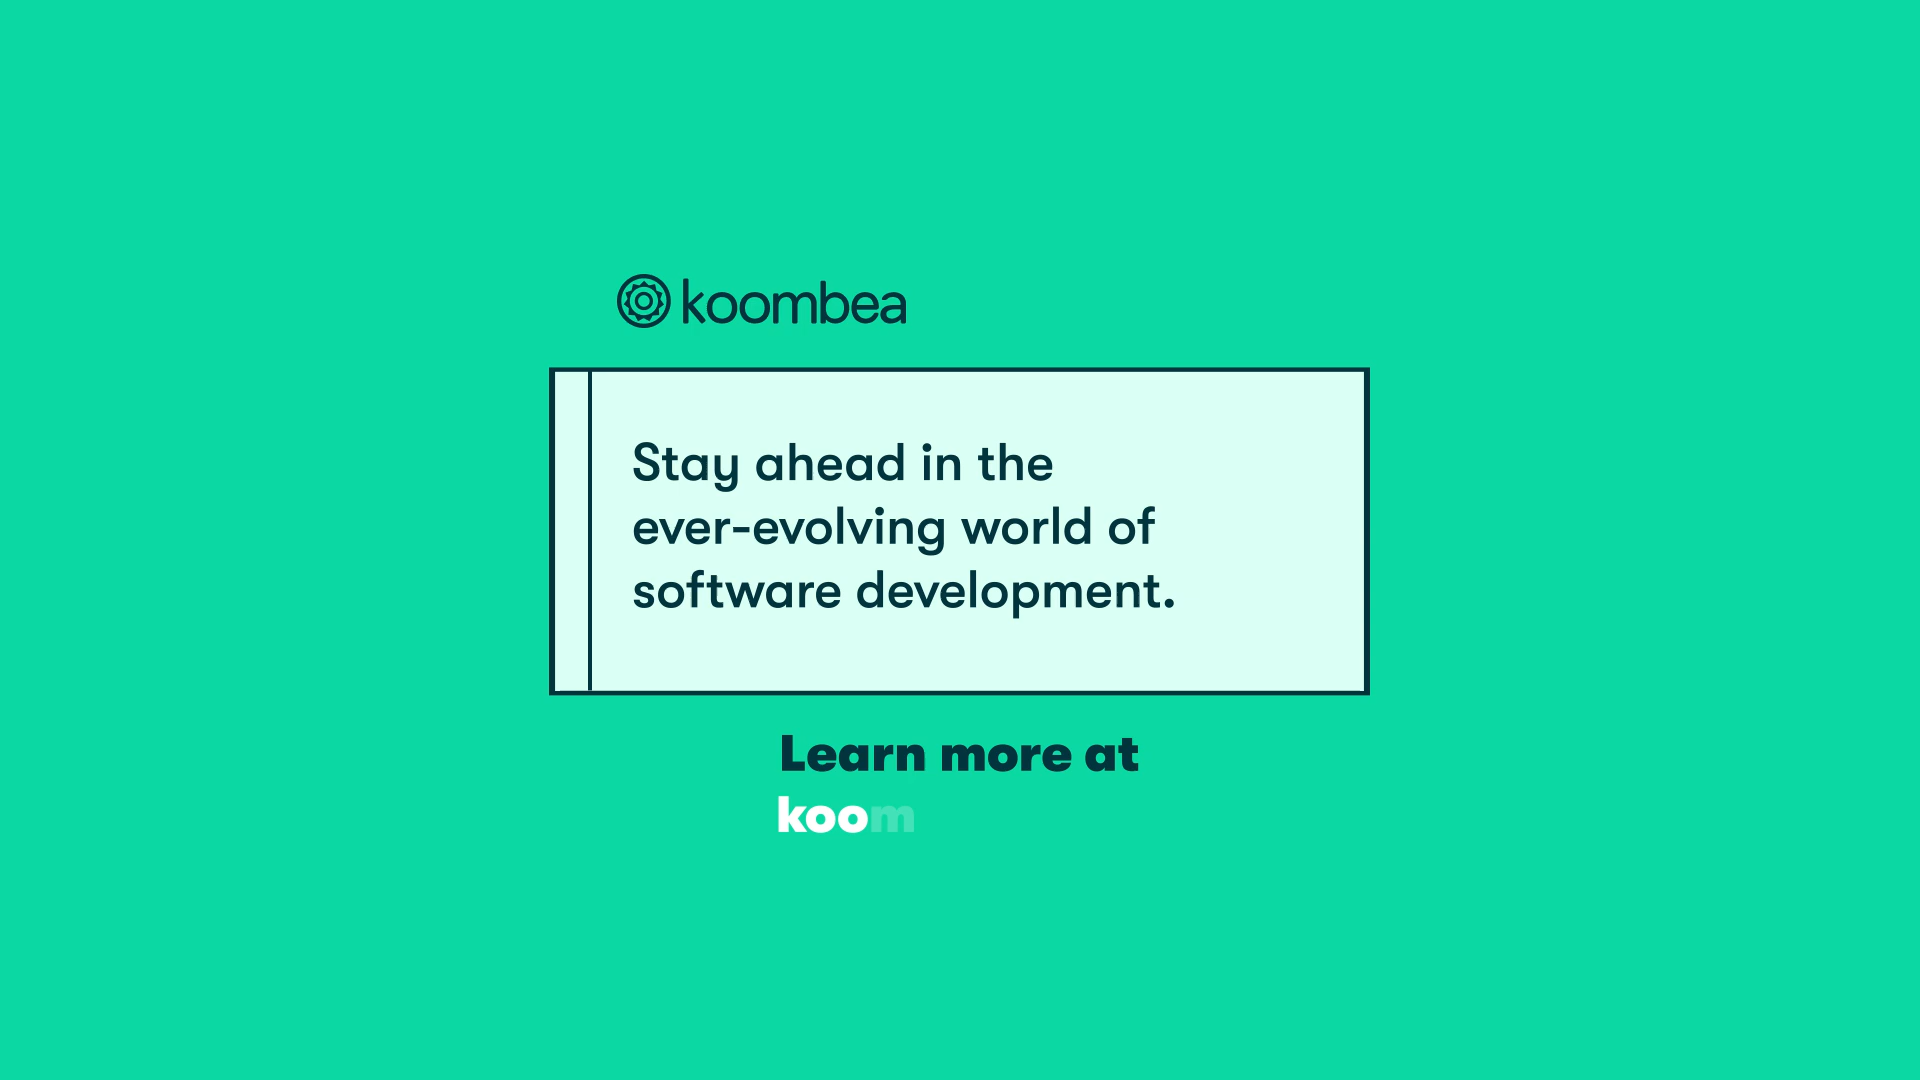 koombea
Stay ahead in the
ever-evolving world of
software development.
Learn more at
koom